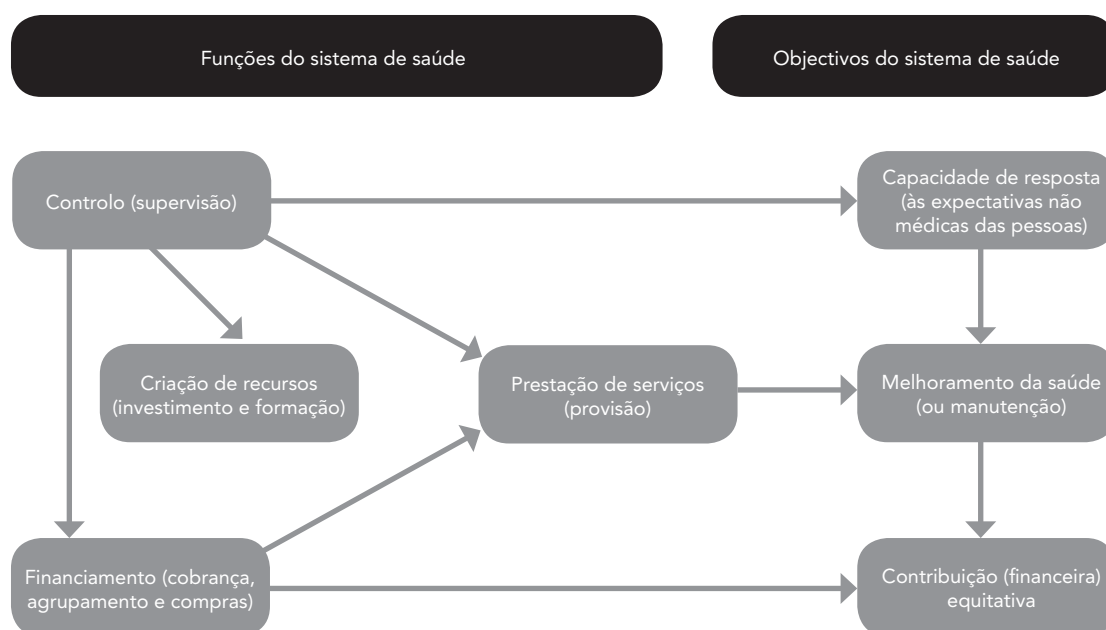 Funções do sistema de saúde
Objectivos do sistema de saúde
Controlo (supervisão)
Capacidade de resposta
(às expectativas não
médicas das pessoas)
Criação de recursos
(investimento e formação)
Prestação de serviços
(provisão)
Melhoramento da saúde
(ou manutenção)
Financiamento (cobrança,
agrupamento e compras)
Contribuição (financeira)
equitativa